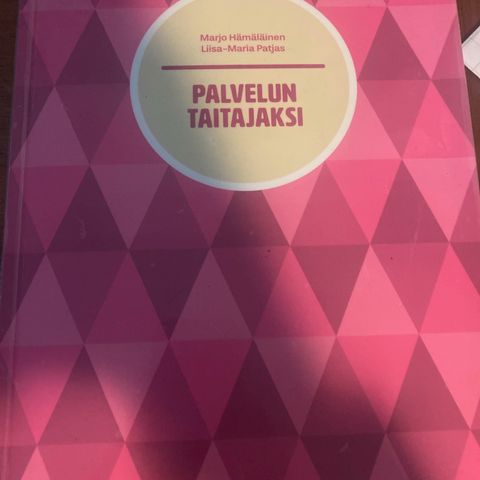 Marjo Hämäläinen
Liisa-Maria Patjas
PALVELUN
TAITAJAKSI